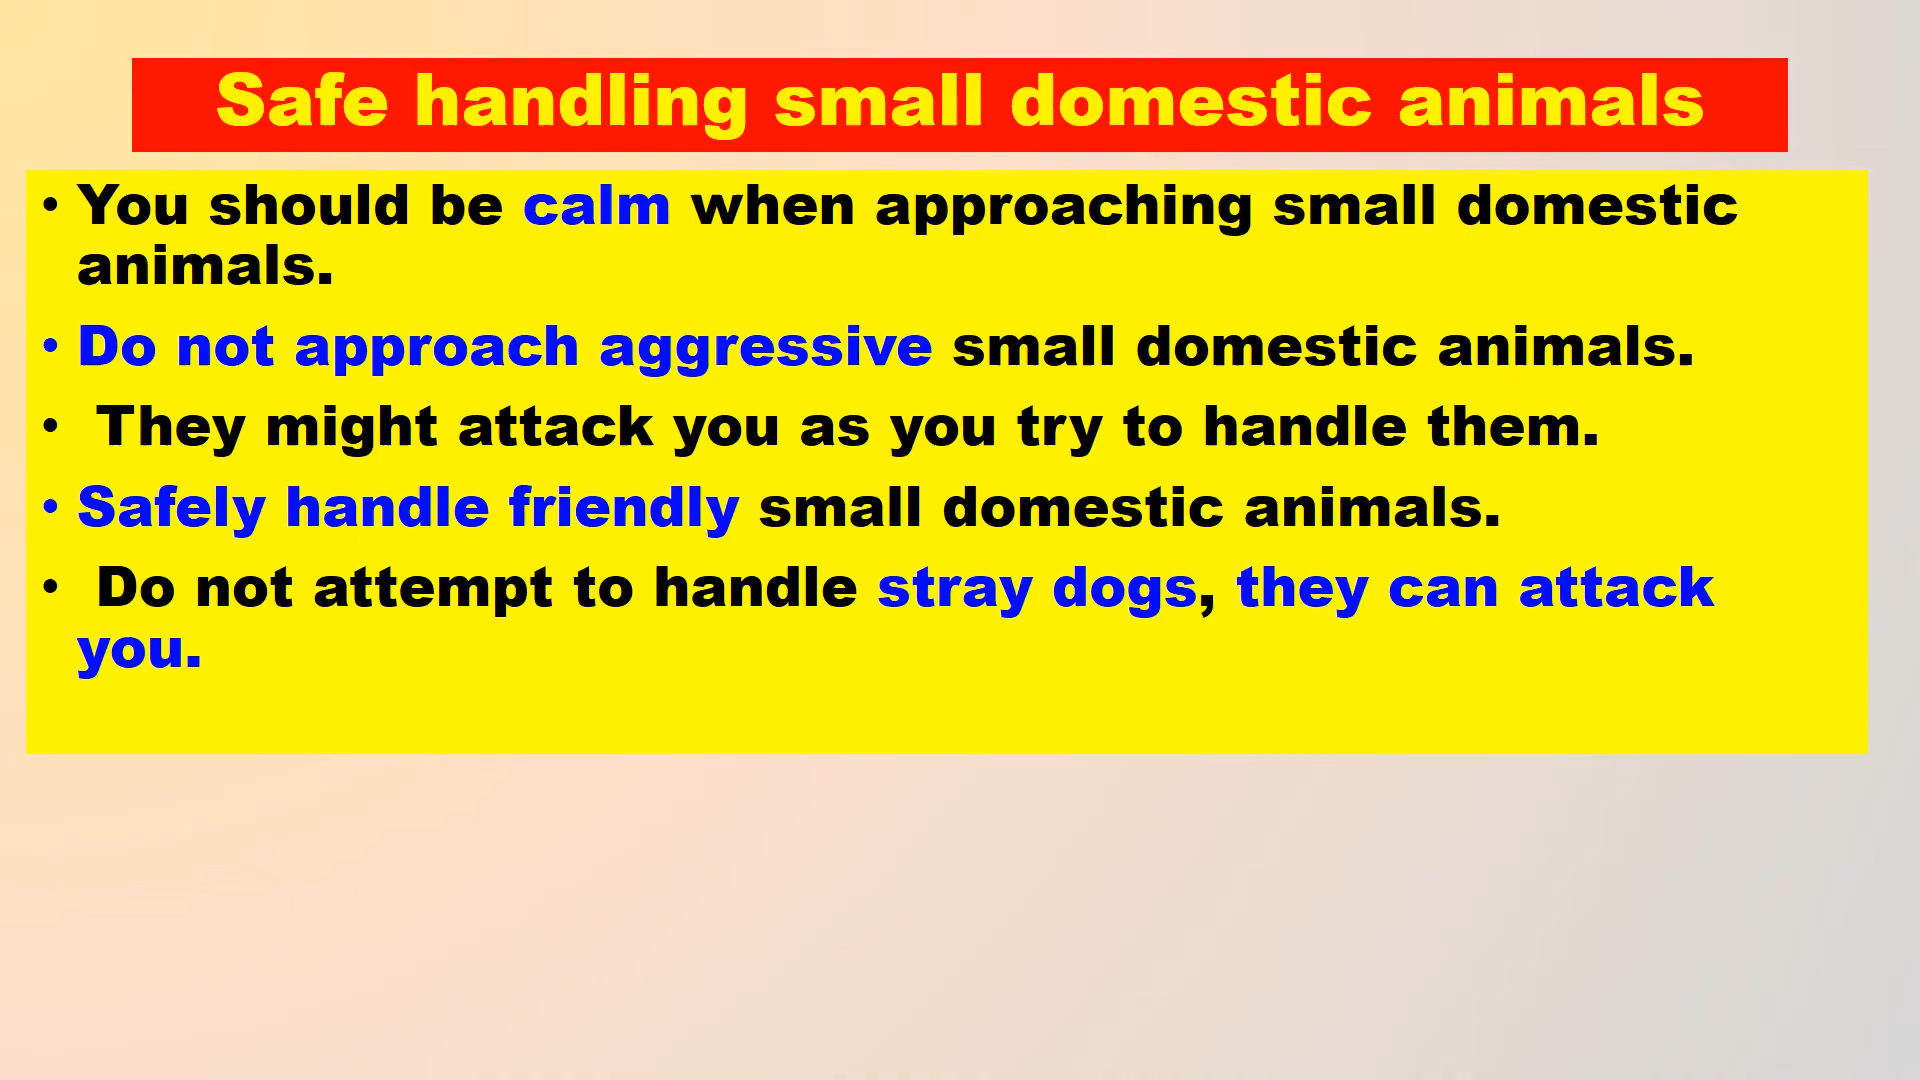 Safe handling small domestic animals
• You should be calm when approaching small domestic
animals.
• Do not approach aggressive small domestic animals.
• They might attack you as you try to handle them.
• Safely handle friendly small domestic animals.
• Do not attempt to handle stray dogs, they can attack
you.